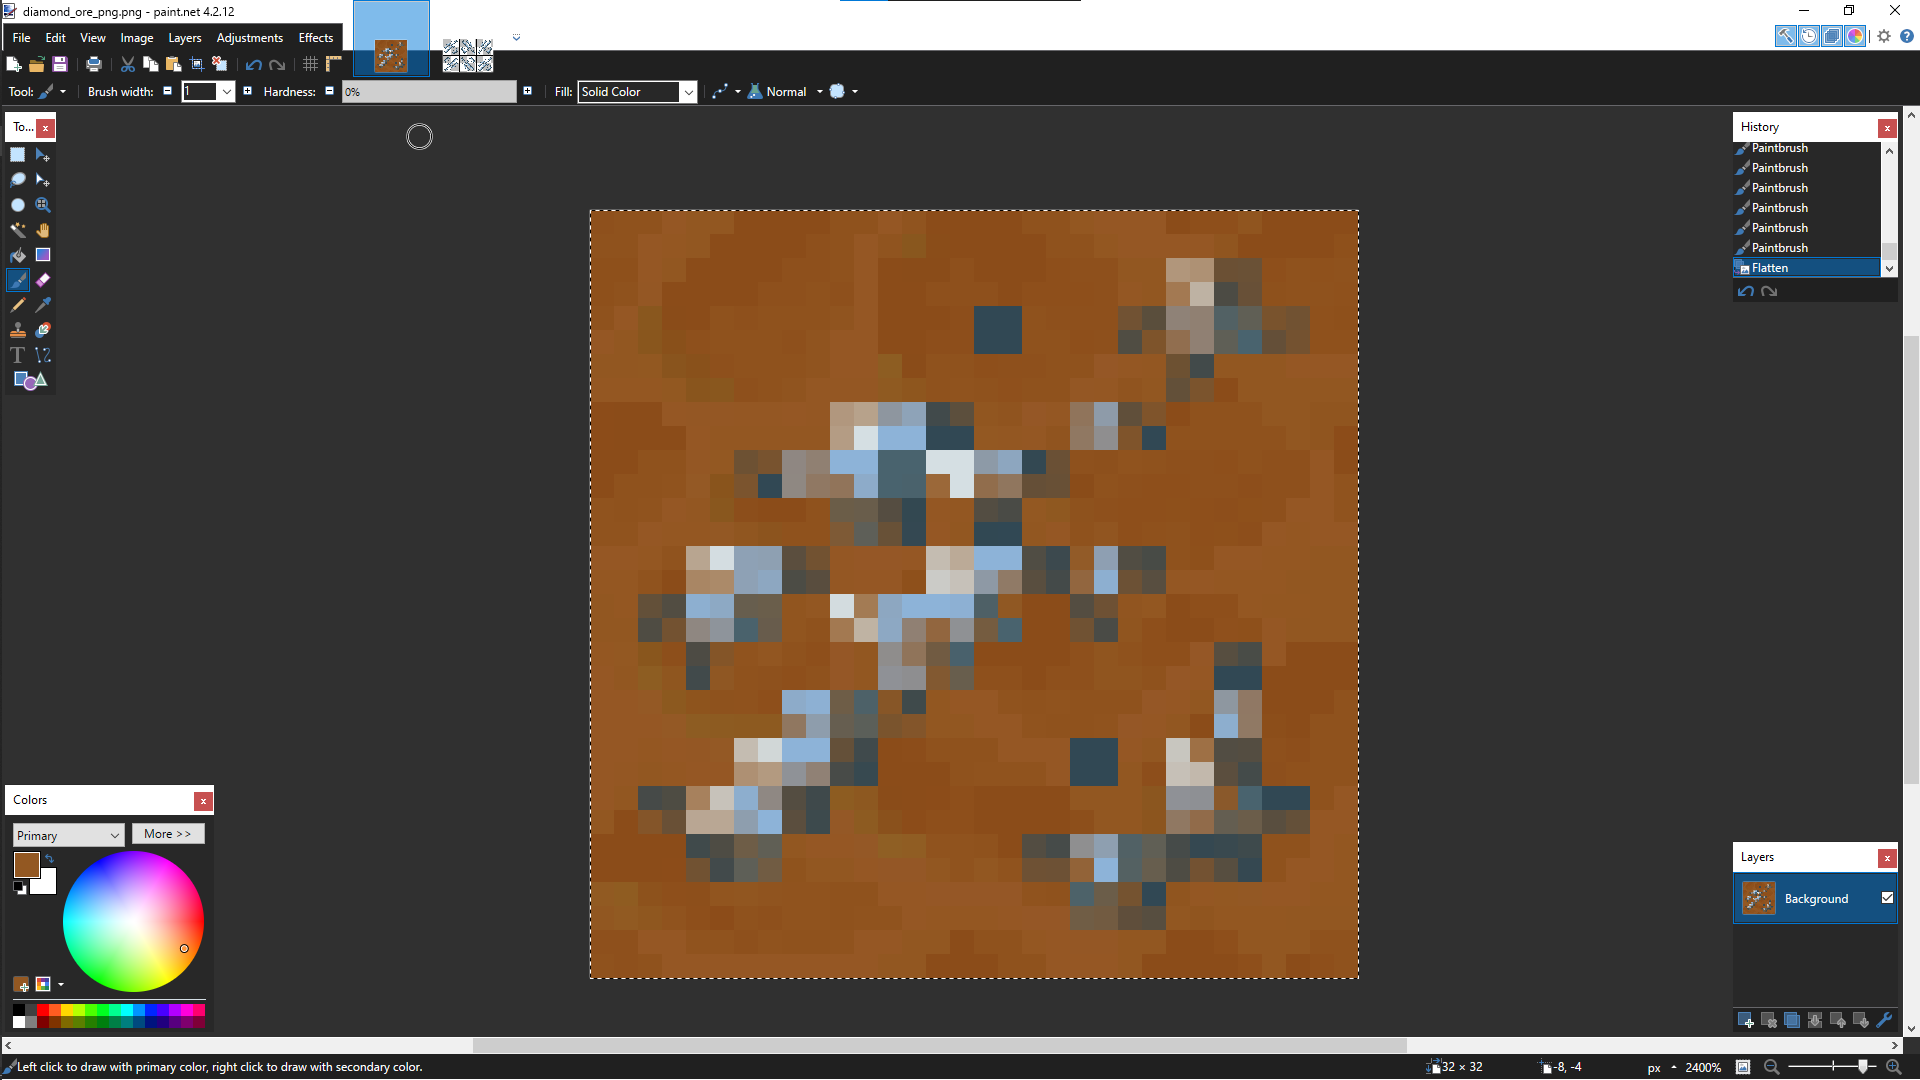 diamond_ore_png.png - paint.net 4.2.12
File Edit View Image Layers Adjustments Effects
Tool: Brush width: 1 Hardness: 0% Fill: Solid Color Normal
To...
History
Paintbrush
Paintbrush
Paintbrush
Paintbrush
Paintbrush
Paintbrush
Flatten
Colors
Primary More >>
Layers
Background
Left click to draw with primary color, right click to draw with secondary color. 32 × 32 -8, -4 px 2400%